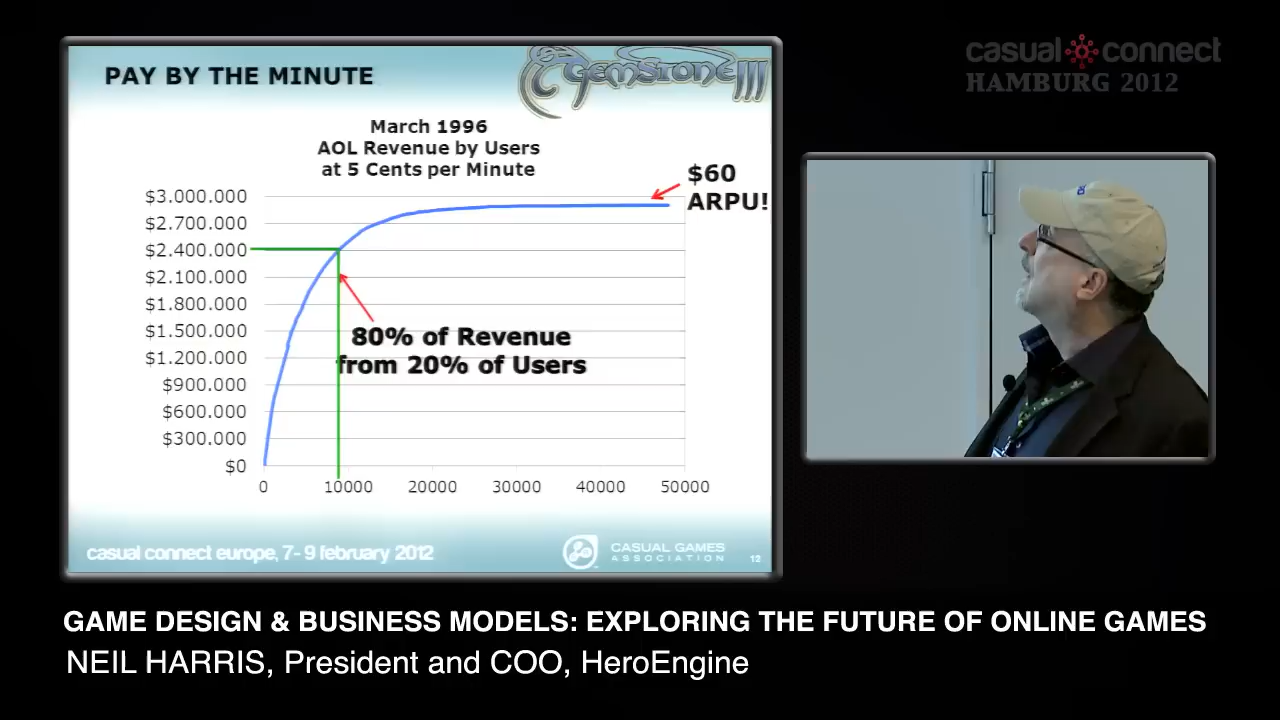 PAY BY THE MINUTE
GEMSTONE III
March 1996
AOL Revenue by Users
at 5 Cents per Minute
$60
ARPU!
$3,000.000
$2,700.000
$2,400.000
$2,100.000
$1,800.000
$1,500.000
$1,200.000
$900.000
$600.000
$300.000
$0
80% of Revenue
from 20% of Users
0 10000 20000 30000 40000 50000
casual connect europe, 7-9 february 2012
CASUAL GAMES
ASSOCIATION
12
casual connect
HAMBURG 2012
GAME DESIGN & BUSINESS MODELS: EXPLORING THE FUTURE OF ONLINE GAMES
NEIL HARRIS, President and COO, HeroEngine